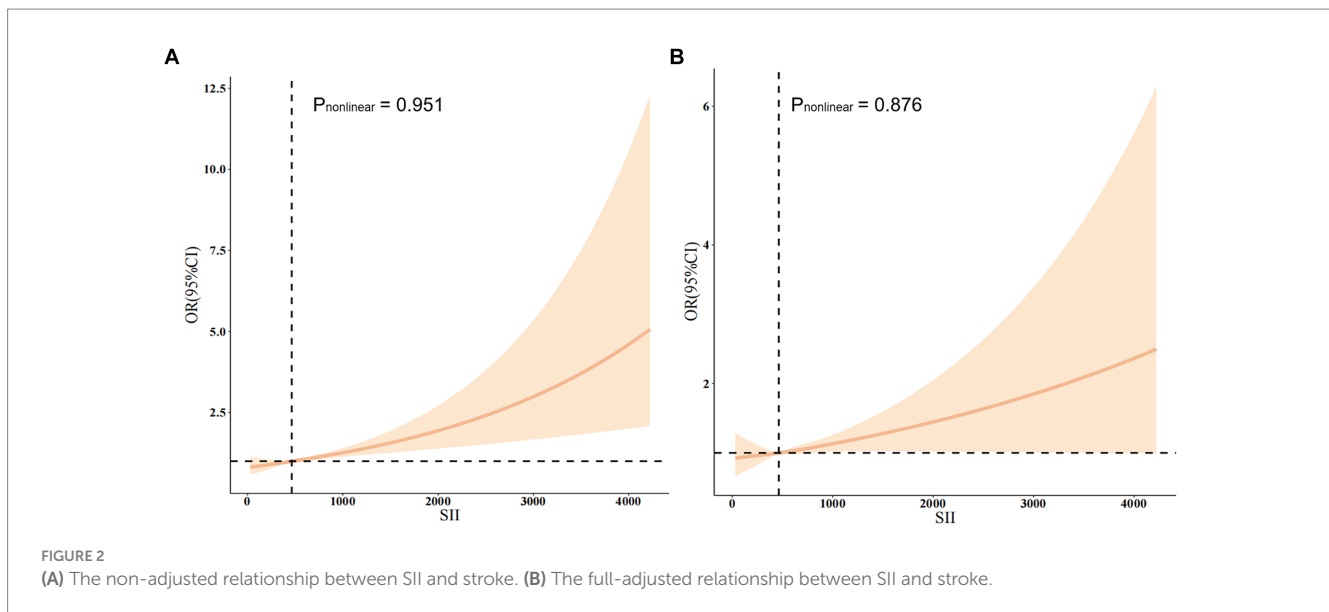 A
12.5
10.0
7.5
5.0
2.5
OR(95%CI)
Pnonlinear = 0.951
0 1000 2000 3000 4000
SII
B
6
4
2
OR(95%CI)
Pnonlinear = 0.876
0 1000 2000 3000 4000
SII
FIGURE 2
(A) The non-adjusted relationship between SII and stroke. (B) The full-adjusted relationship between SII and stroke.